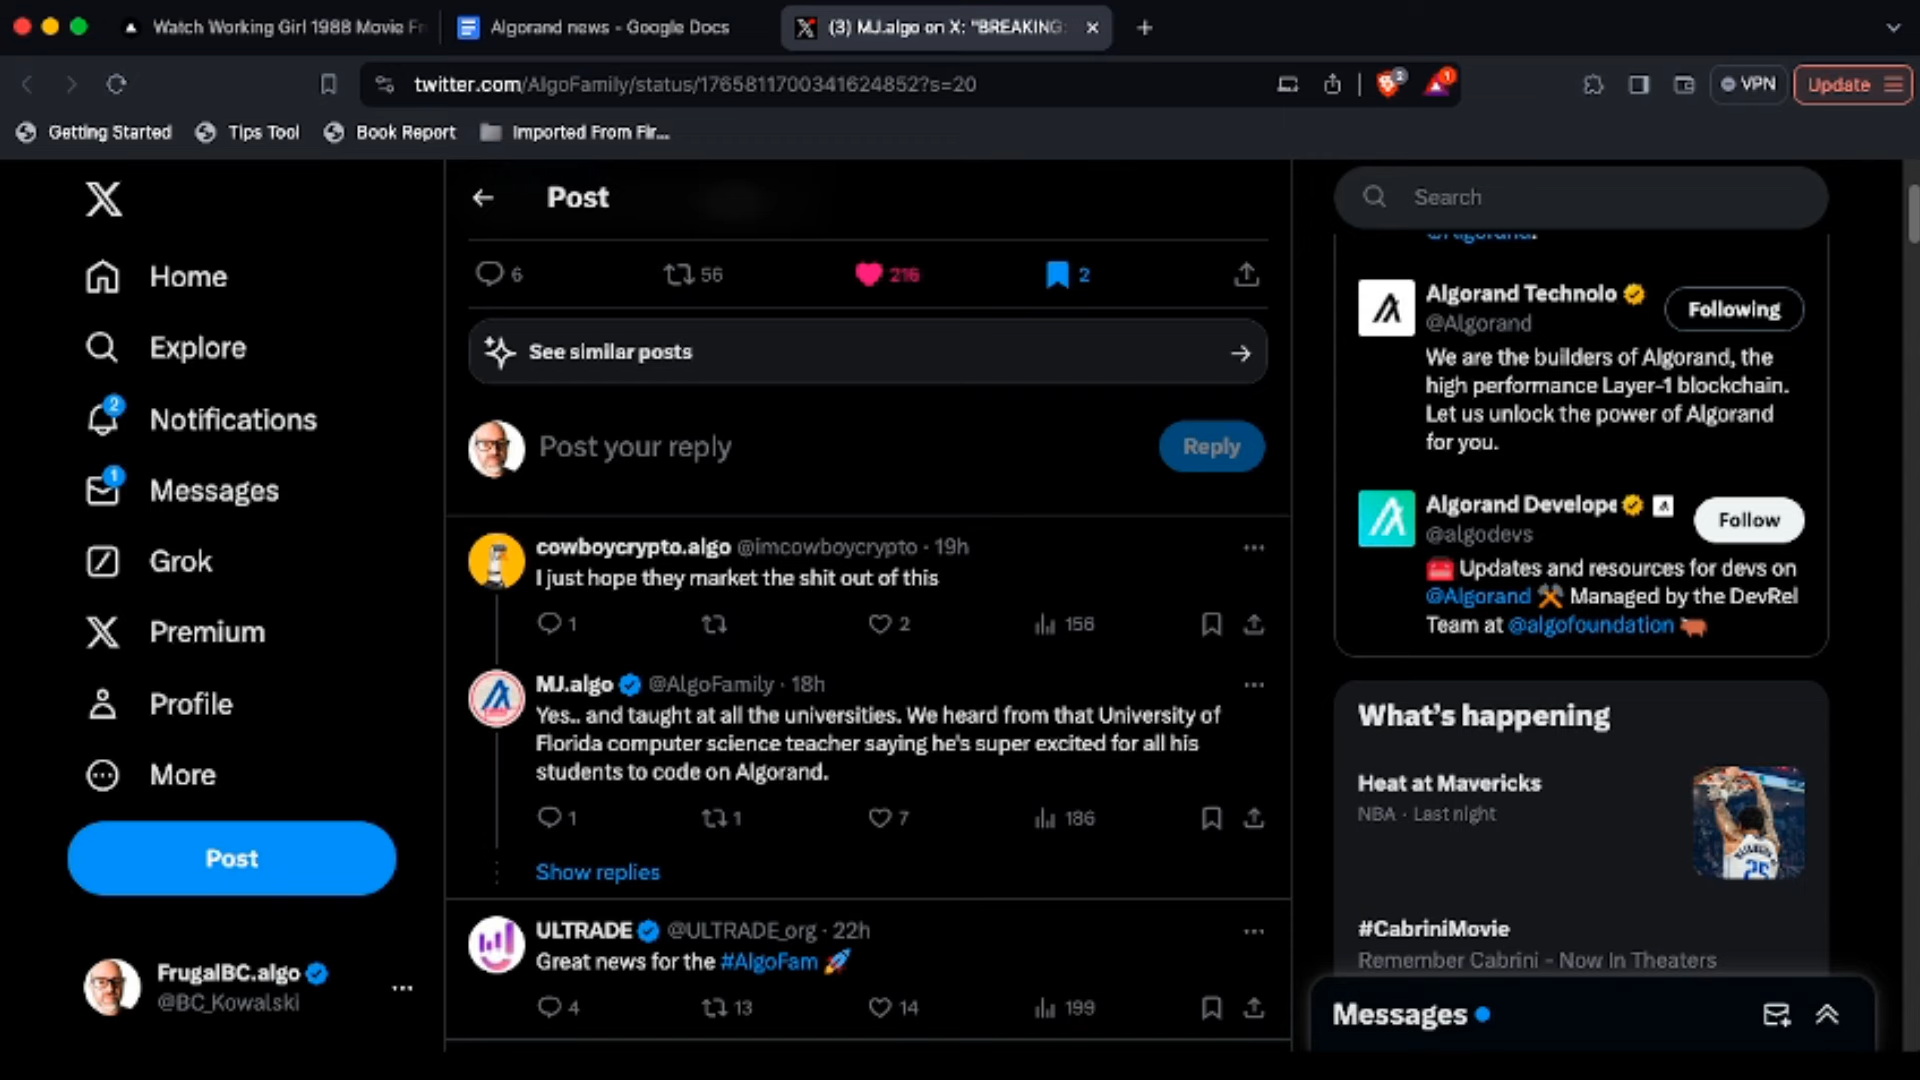 Watch Working Girl 1988 Movie Fr
Algorand news - Google Docs
(3) MJ.algo on X: "BREAKING:
twitter.com/AlgoFamily/status/1765811700341624852?s=20
2
1
VPN
Update
Getting Started
Tips Tool
Book Report
Imported From Fir...
Home
Explore
2
Notifications
1
Messages
Grok
Premium
Profile
More
Post
FrugalBC.algo
@BC_Kowalski
Post
6
56
216
2
See similar posts
Post your reply
Reply
cowboycrypto.algo @imcowboycrypto · 19h
I just hope they market the shit out of this
1
2
156
MJ.algo @AlgoFamily · 18h
Yes.. and taught at all the universities. We heard from that University of
Florida computer science teacher saying he's super excited for all his
students to code on Algorand.
1
1
7
186
Show replies
ULTRADE @ULTRADE_org · 22h
Great news for the #AlgoFam
4
13
14
199
Search
Algorand Technolo
@Algorand
Following
We are the builders of Algorand, the
high performance Layer-1 blockchain.
Let us unlock the power of Algorand
for you.
Algorand Develope
@algodevs
Follow
Updates and resources for devs on
@Algorand Managed by the DevRel
Team at @algofoundation
What's happening
Heat at Mavericks
NBA · Last night
#CabriniMovie
Remember Cabrini - Now In Theaters
Messages